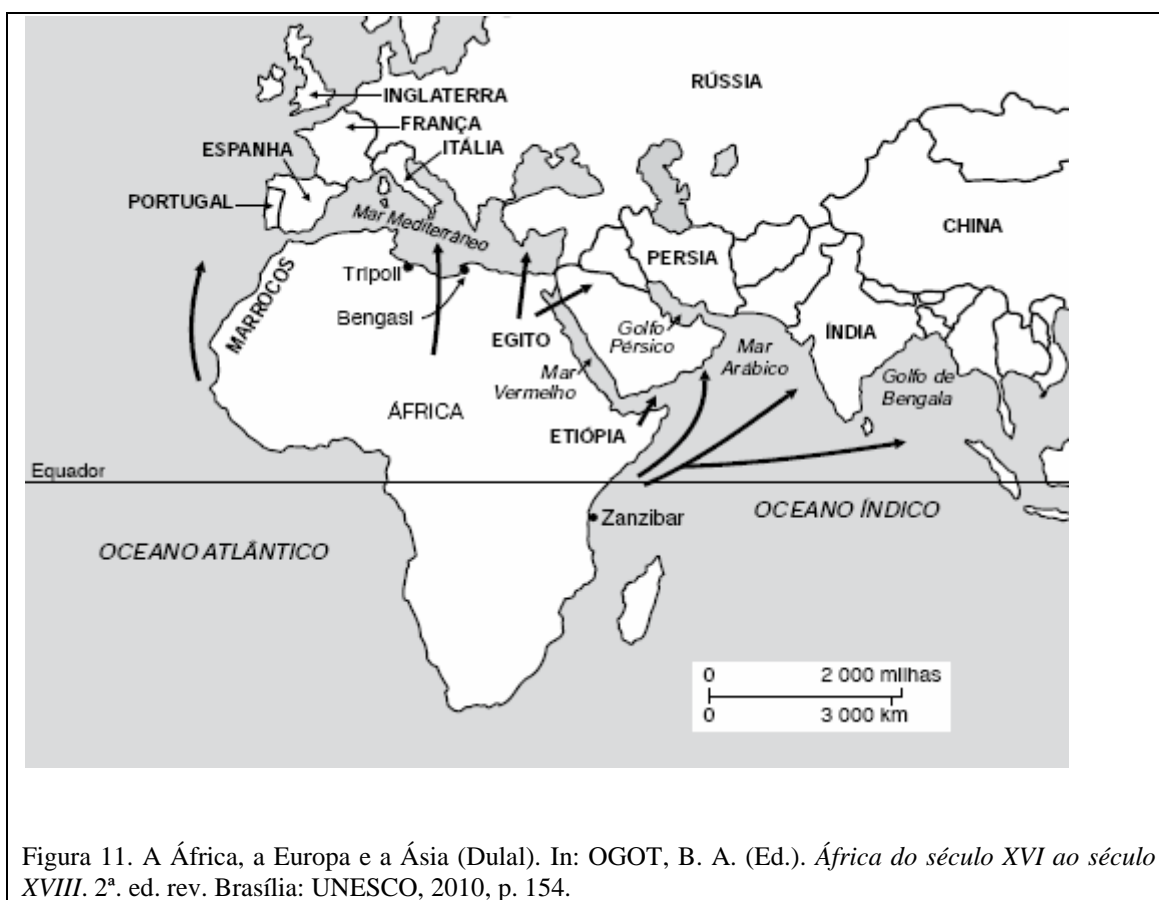 RÚSSIA
INGLATERRA
FRANÇA
ITÁLIA
ESPANHA
PORTUGAL
Mar Mediterrâneo
CHINA
PERSIA
MARROCOS
Tripoli
Bengasi
EGITO
Golfo
Pérsico
ÍNDIA
Mar
Arábico
Mar
Vermelho
Golfo de
Bengala
ÁFRICA
ETIÓPIA
Equador
Zanzibar
OCEANO ÍNDICO
OCEANO ATLÂNTICO
0 2 000 milhas
0 3 000 km
Figura 11. A África, a Europa e a Ásia (Dulal). In: OGOT, B. A. (Ed.). África do século XVI ao século
XVIII. 2ª. ed. rev. Brasília: UNESCO, 2010, p. 154.